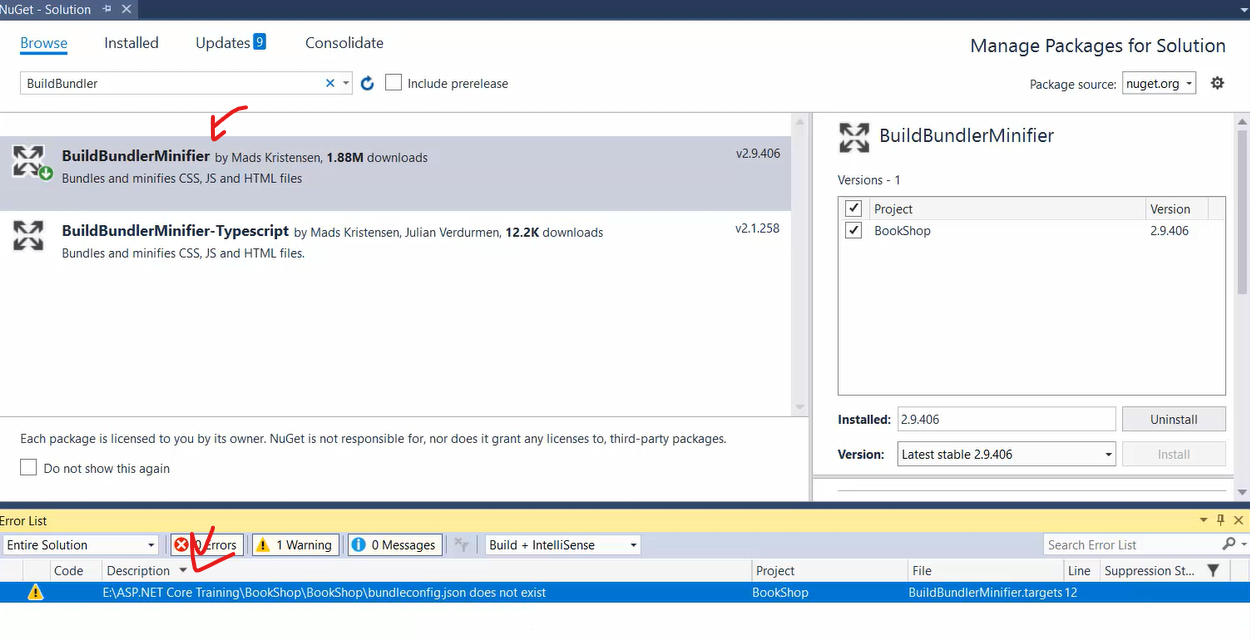 NuGet - Solution
Browse Installed Updates 9 Consolidate
Manage Packages for Solution
BuildBundler Include prerelease
Package source: nuget.org
BuildBundlerMinifier by Mads Kristensen, 1.88M downloads v2.9.406
Bundles and minifies CSS, JS and HTML files
BuildBundlerMinifier-Typescript by Mads Kristensen, Julian Verdurmen, 12.2K downloads v2.1.258
Bundles and minifies CSS, JS and HTML files.
Each package is licensed to you by its owner. NuGet is not responsible for, nor does it grant any licenses to, third-party packages.
Do not show this again
BuildBundlerMinifier
Versions - 1
Project Version
BookShop 2.9.406
Installed: 2.9.406 Uninstall
Version: Latest stable 2.9.406 Install
Error List
Entire Solution 0 Errors 1 Warning 0 Messages Build + IntelliSense Search Error List
Code Description Project File Line Suppression St...
E:\ASP.NET Core Training\BookShop\BookShop\bundleconfig.json does not exist BookShop BuildBundlerMinifier.targets 12